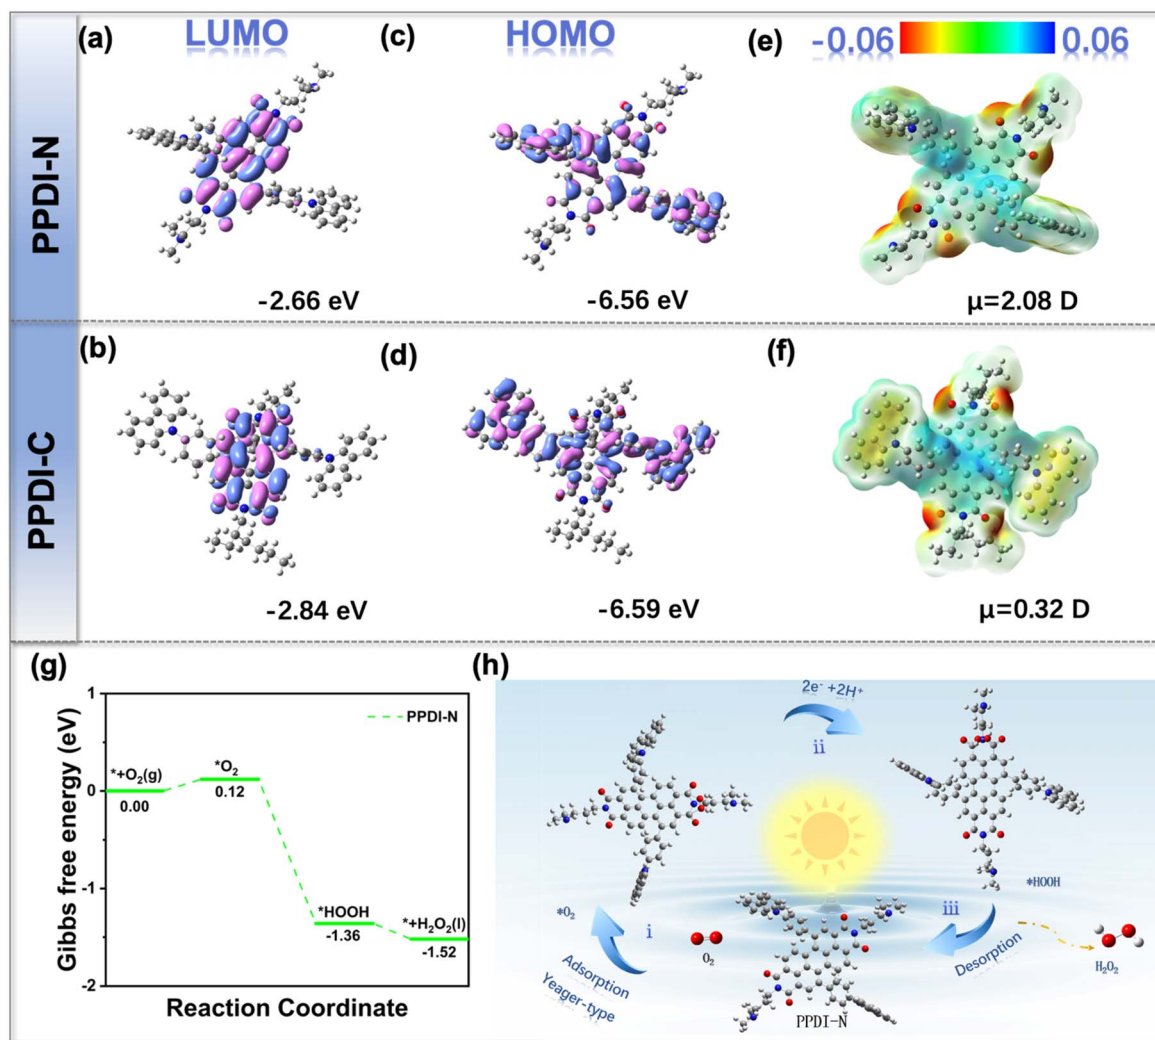 (a)
LUMO
(c)
HOMO
(e)
-0.06
0.06
PPDI-N
-2.66 eV
-6.56 eV
μ=2.08 D
(b)
(d)
(f)
PPDI-C
-2.84 eV
-6.59 eV
μ=0.32 D
(g)
Gibbs free energy (eV)
1
0
-1
-2
PPDI-N
*+O₂(g)
0.00
*O₂
0.12
*HOOH
-1.36
*+H₂O₂(l)
-1.52
Reaction Coordinate
(h)
2e⁻ +2H⁺
ii
*HOOH
*O₂
i
O₂
iii
Desorption
H₂O₂
Adsorption
Yeager-type
PPDI-N